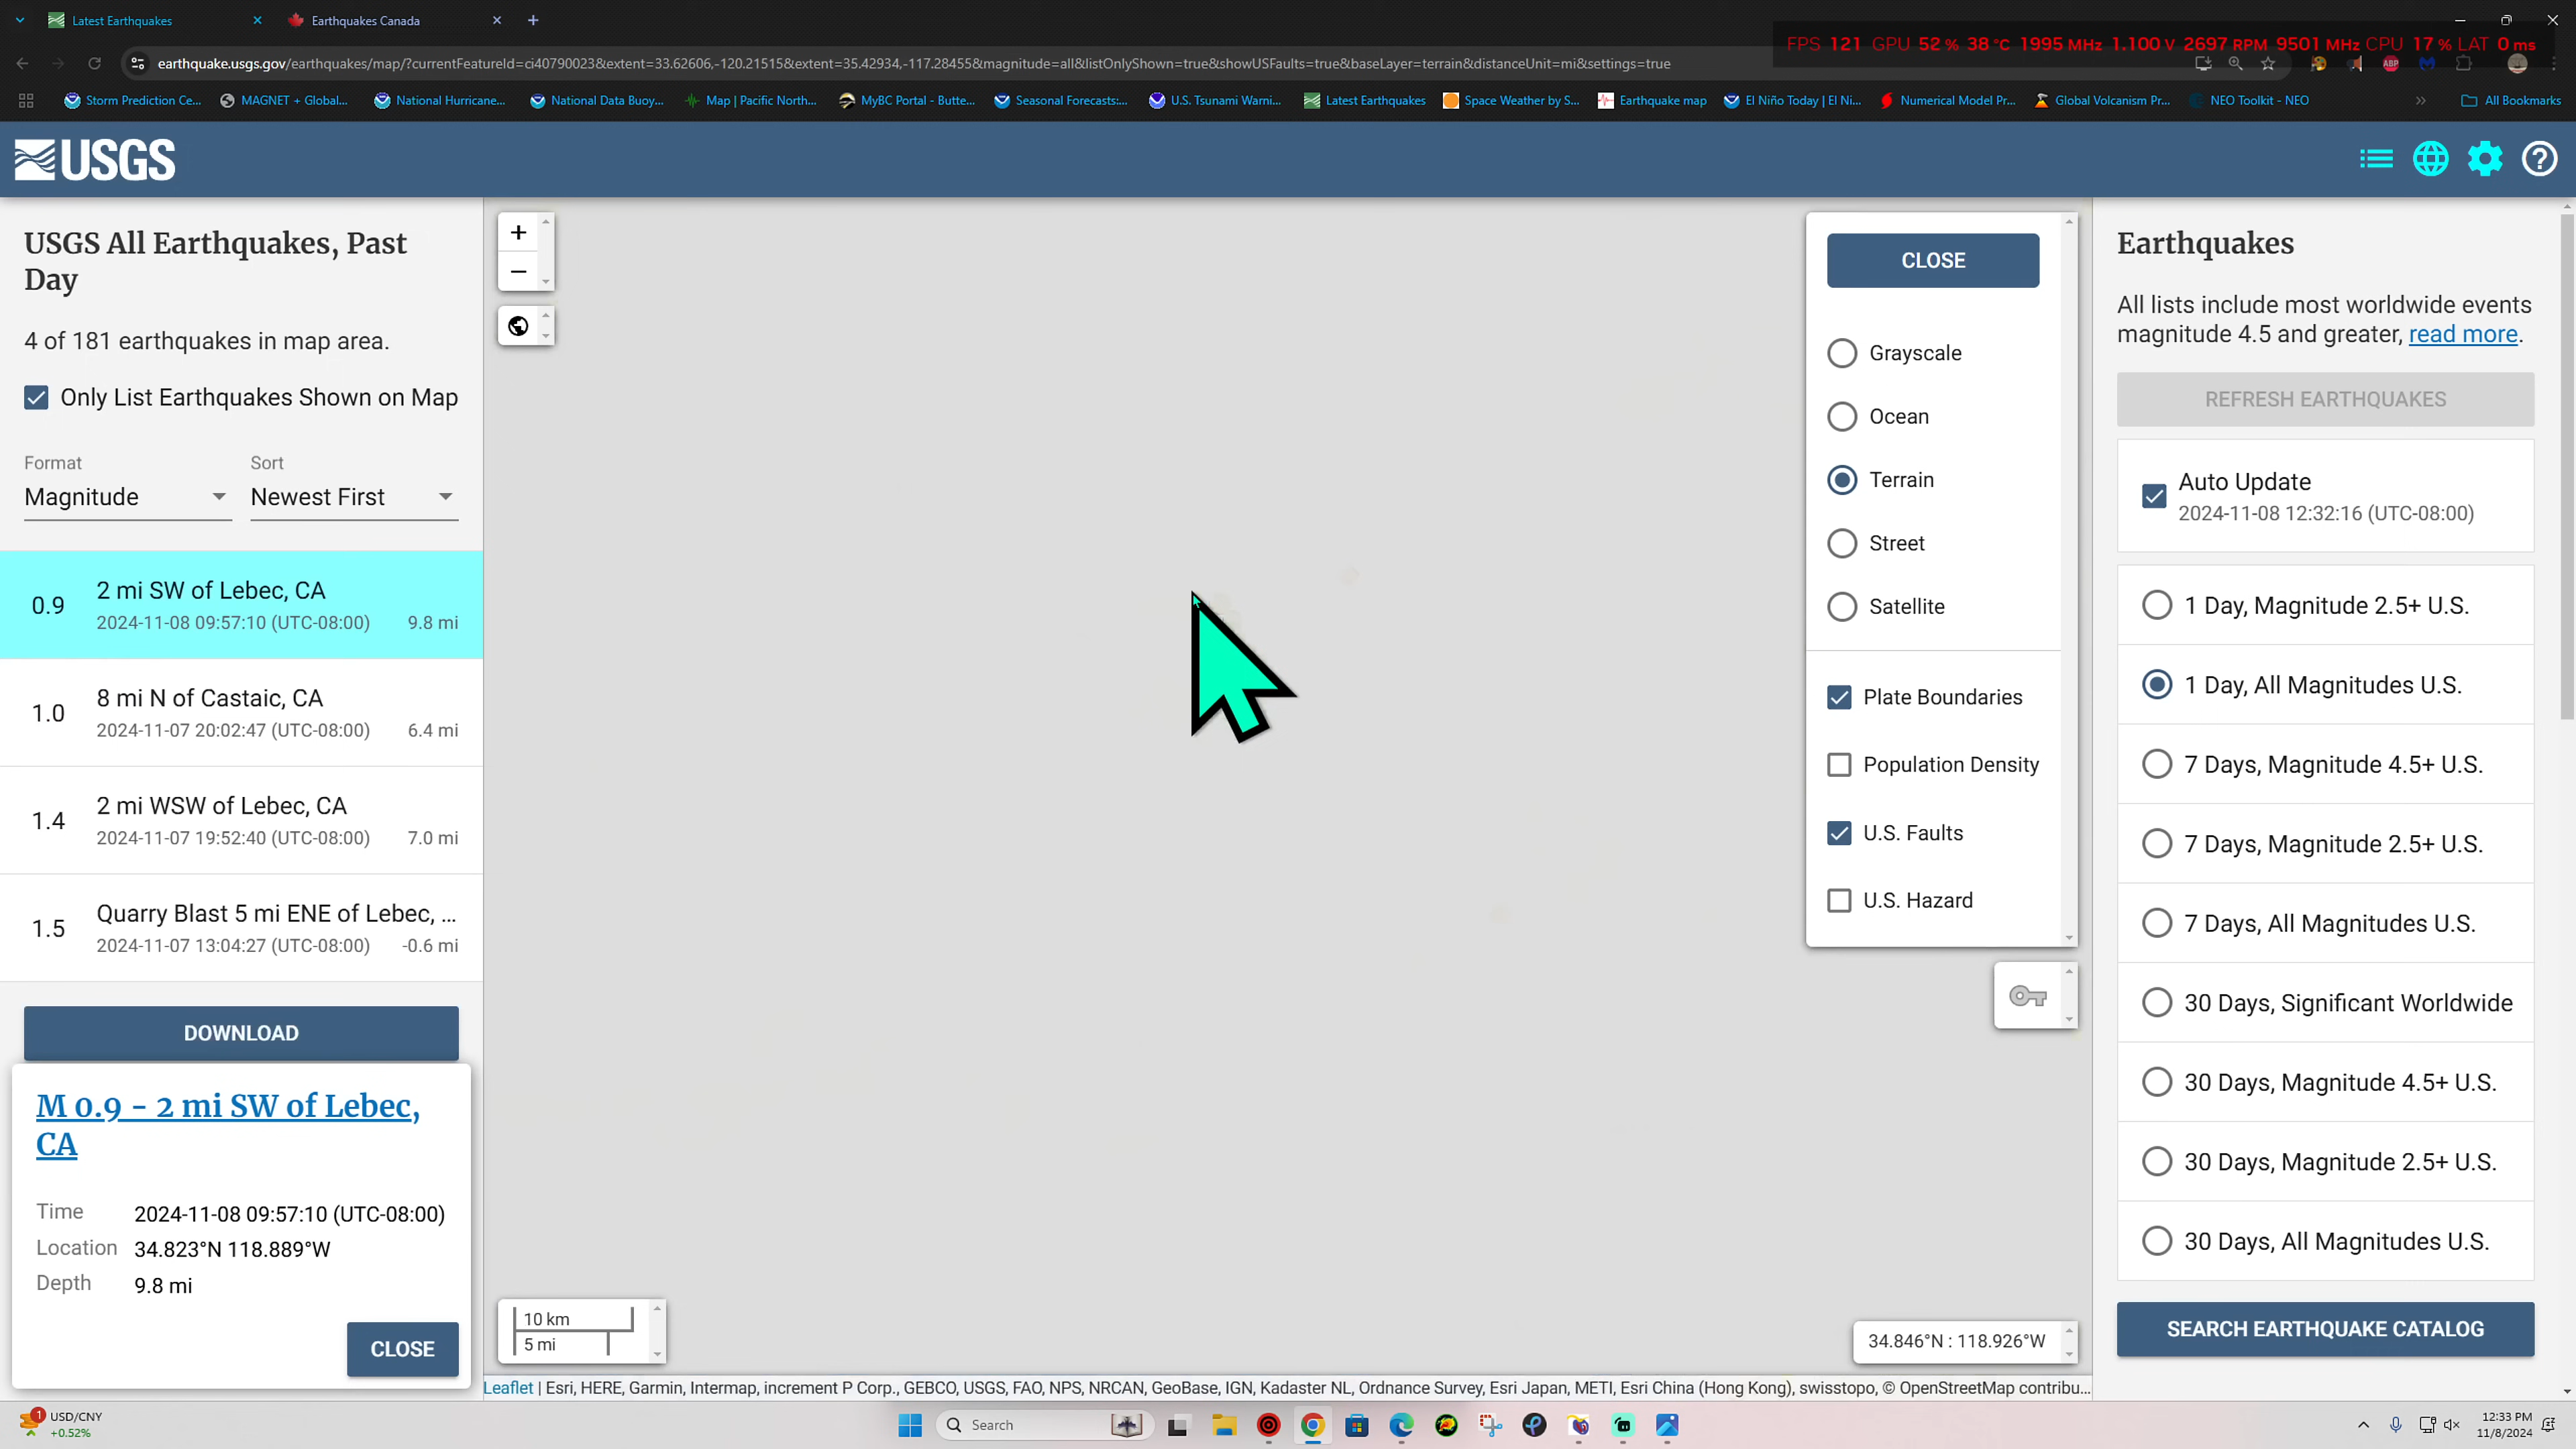 Latest Earthquakes
Earthquakes Canada
FPS 121 GPU 52 % 38 °C 1995 MHz 1.100 V 2697 RPM 9501 MHz CPU 17 % LAT 0 ms
earthquake.usgs.gov/earthquakes/map/?currentFeatureId=ci40790023&extent=33.62606,-120.21515&extent=35.42934,-117.28455&magnitude=all&listOnlyShown=true&showUSFaults=true&baseLayer=terrain&distanceUnit=mi&settings=true
ABP
Storm Prediction Ce... MAGNET + Global... National Hurricane... National Data Buoy... Map | Pacific North... MyBC Portal - Butte... Seasonal Forecasts:... U.S. Tsunami Warni... Latest Earthquakes Space Weather by S... Earthquake map El Niño Today | El Ni... Numerical Model Pr... Global Volcanism Pr... NEO Toolkit - NEO » All Bookmarks
USGS
USGS All Earthquakes, Past
Day
4 of 181 earthquakes in map area.
Only List Earthquakes Shown on Map
Format Sort
Magnitude Newest First
0.9 2 mi SW of Lebec, CA
2024-11-08 09:57:10 (UTC-08:00) 9.8 mi
1.0 8 mi N of Castaic, CA
2024-11-07 20:02:47 (UTC-08:00) 6.4 mi
1.4 2 mi WSW of Lebec, CA
2024-11-07 19:52:40 (UTC-08:00) 7.0 mi
1.5 Quarry Blast 5 mi ENE of Lebec, ...
2024-11-07 13:04:27 (UTC-08:00) -0.6 mi
DOWNLOAD
M 0.9 - 2 mi SW of Lebec,
CA
Time 2024-11-08 09:57:10 (UTC-08:00)
Location 34.823°N 118.889°W
Depth 9.8 mi
CLOSE
+
−
10 km
5 mi
CLOSE
Grayscale
Ocean
Terrain
Street
Satellite
Plate Boundaries
Population Density
U.S. Faults
U.S. Hazard
34.846°N : 118.926°W
Leaflet | Esri, HERE, Garmin, Intermap, increment P Corp., GEBCO, USGS, FAO, NPS, NRCAN, GeoBase, IGN, Kadaster NL, Ordnance Survey, Esri Japan, METI, Esri China (Hong Kong), swisstopo, © OpenStreetMap contribu...
Earthquakes
All lists include most worldwide events
magnitude 4.5 and greater, read more.
REFRESH EARTHQUAKES
Auto Update
2024-11-08 12:32:16 (UTC-08:00)
1 Day, Magnitude 2.5+ U.S.
1 Day, All Magnitudes U.S.
7 Days, Magnitude 4.5+ U.S.
7 Days, Magnitude 2.5+ U.S.
7 Days, All Magnitudes U.S.
30 Days, Significant Worldwide
30 Days, Magnitude 4.5+ U.S.
30 Days, Magnitude 2.5+ U.S.
30 Days, All Magnitudes U.S.
SEARCH EARTHQUAKE CATALOG
1 USD/CNY
+0.52%
Search
12:33 PM
11/8/2024